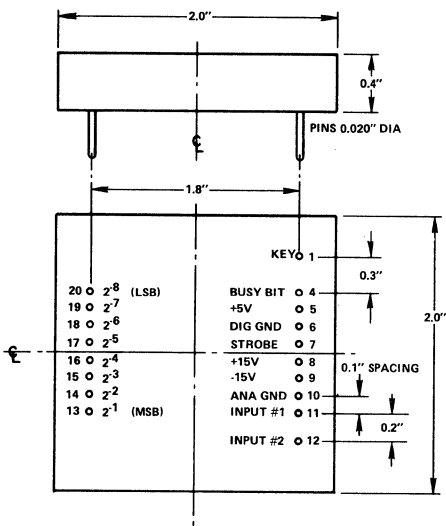 2.0"
0.4"
PINS 0.020" DIA
℄
1.8"
KEY 1
0.3"
20 2⁻⁸ (LSB) BUSY BIT 4
19 2⁻⁷ +5V 5
18 2⁻⁶ DIG GND 6
2.0"
17 2⁻⁵ STROBE 7
℄
16 2⁻⁴ +15V 8
0.1" SPACING
15 2⁻³ -15V 9
14 2⁻² ANA GND 10
13 2⁻¹ (MSB) INPUT #1 11
0.2"
INPUT #2 12